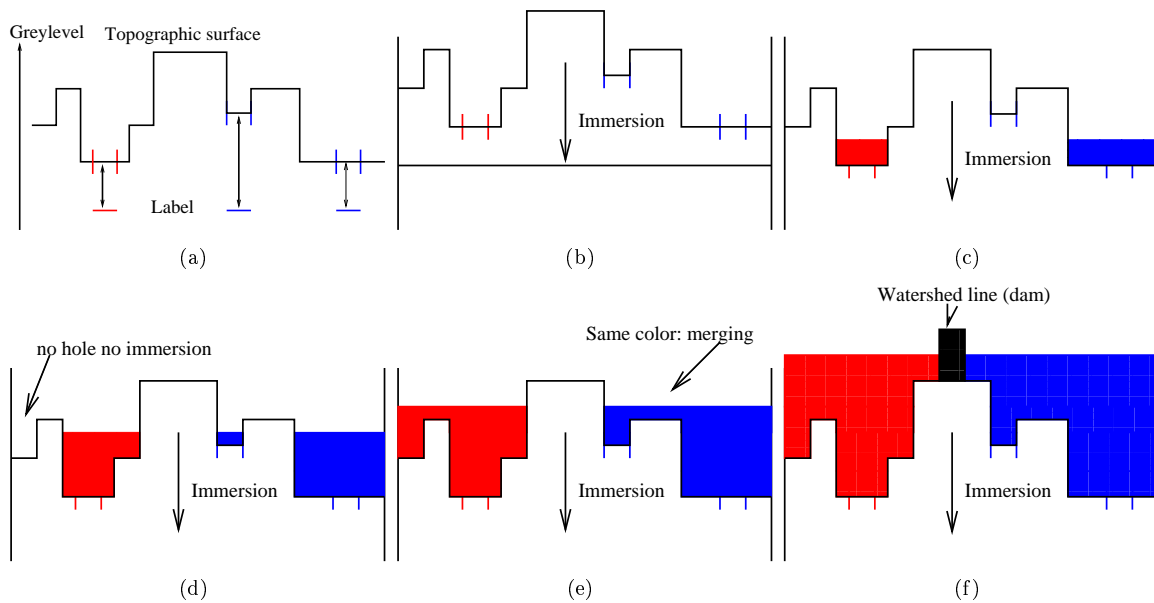 Greylevel
Topographic surface
Label
(a)
Immersion
(b)
Immersion
(c)
no hole no immersion
Immersion
(d)
Same color: merging
Immersion
(e)
Watershed line (dam)
Immersion
(f)